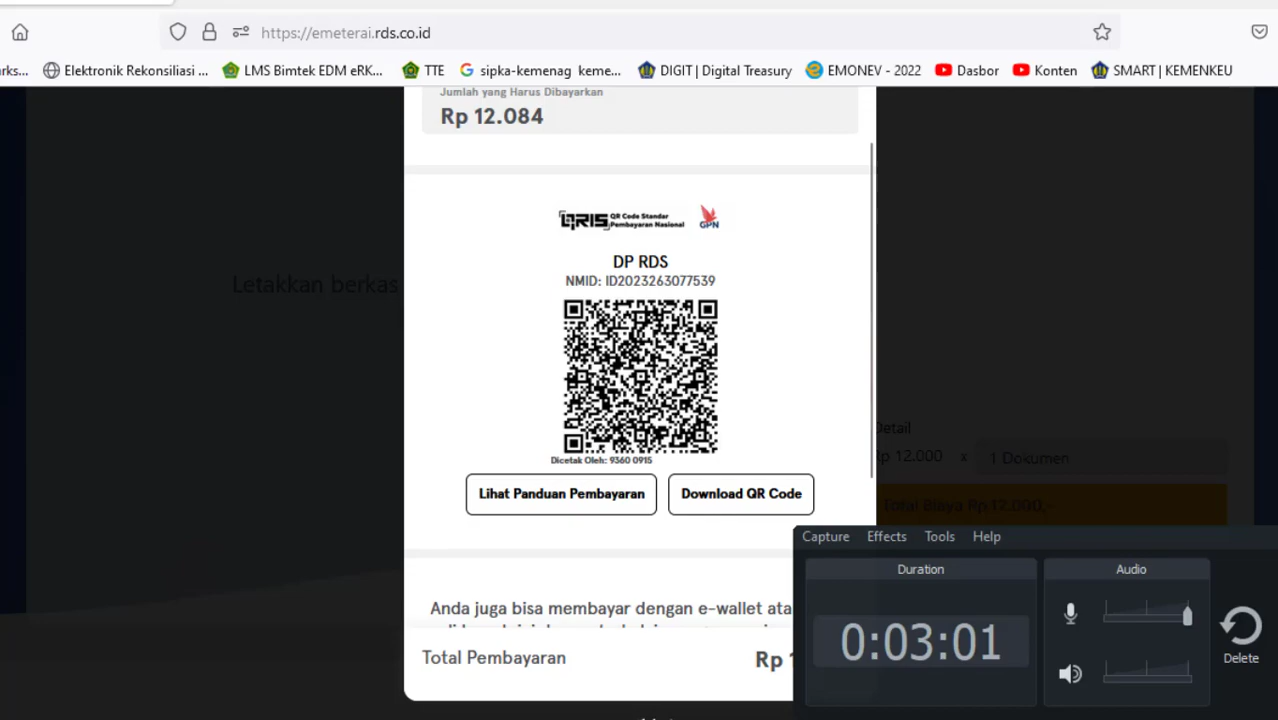 https://emeterai.rds.co.id
rks... Elektronik Rekonsiliasi ... LMS Bimtek EDM eRK... TTE sipka-kemenag keme... DIGIT | Digital Treasury EMONEV - 2022 Dasbor Konten SMART | KEMENKEU
Jumlah yang Harus Dibayarkan
Rp 12.084
QRIS QR Code Standar
Pembayaran Nasional
GPN
DP RDS
NMID: ID2023263077539
Letakkan berkas
Dicetak Oleh: 9360 0915
Lihat Panduan Pembayaran Download QR Code
Detail
Rp 12.000 x 1 Dokumen
Total Biaya Rp 12.000,-
Anda juga bisa membayar dengan e-wallet ata
Total Pembayaran Rp 1
Capture Effects Tools Help
Duration Audio
0:03:01
Delete